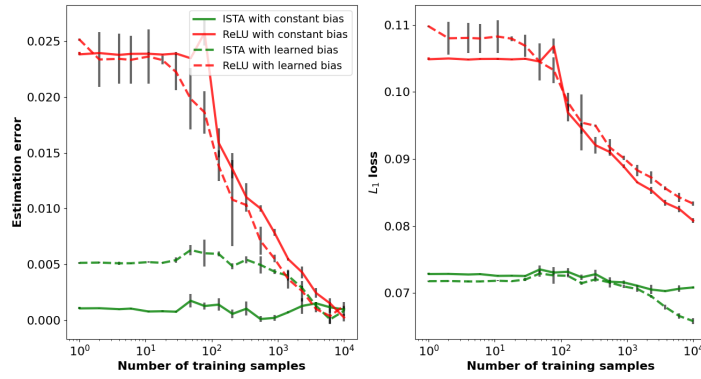 ISTA with constant bias
ReLU with constant bias
ISTA with learned bias
ReLU with learned bias
Estimation error
0.025
0.020
0.015
0.010
0.005
0.000
10^0 10^1 10^2 10^3 10^4
Number of training samples
L_1 loss
0.11
0.10
0.09
0.08
0.07
10^0 10^1 10^2 10^3 10^4
Number of training samples